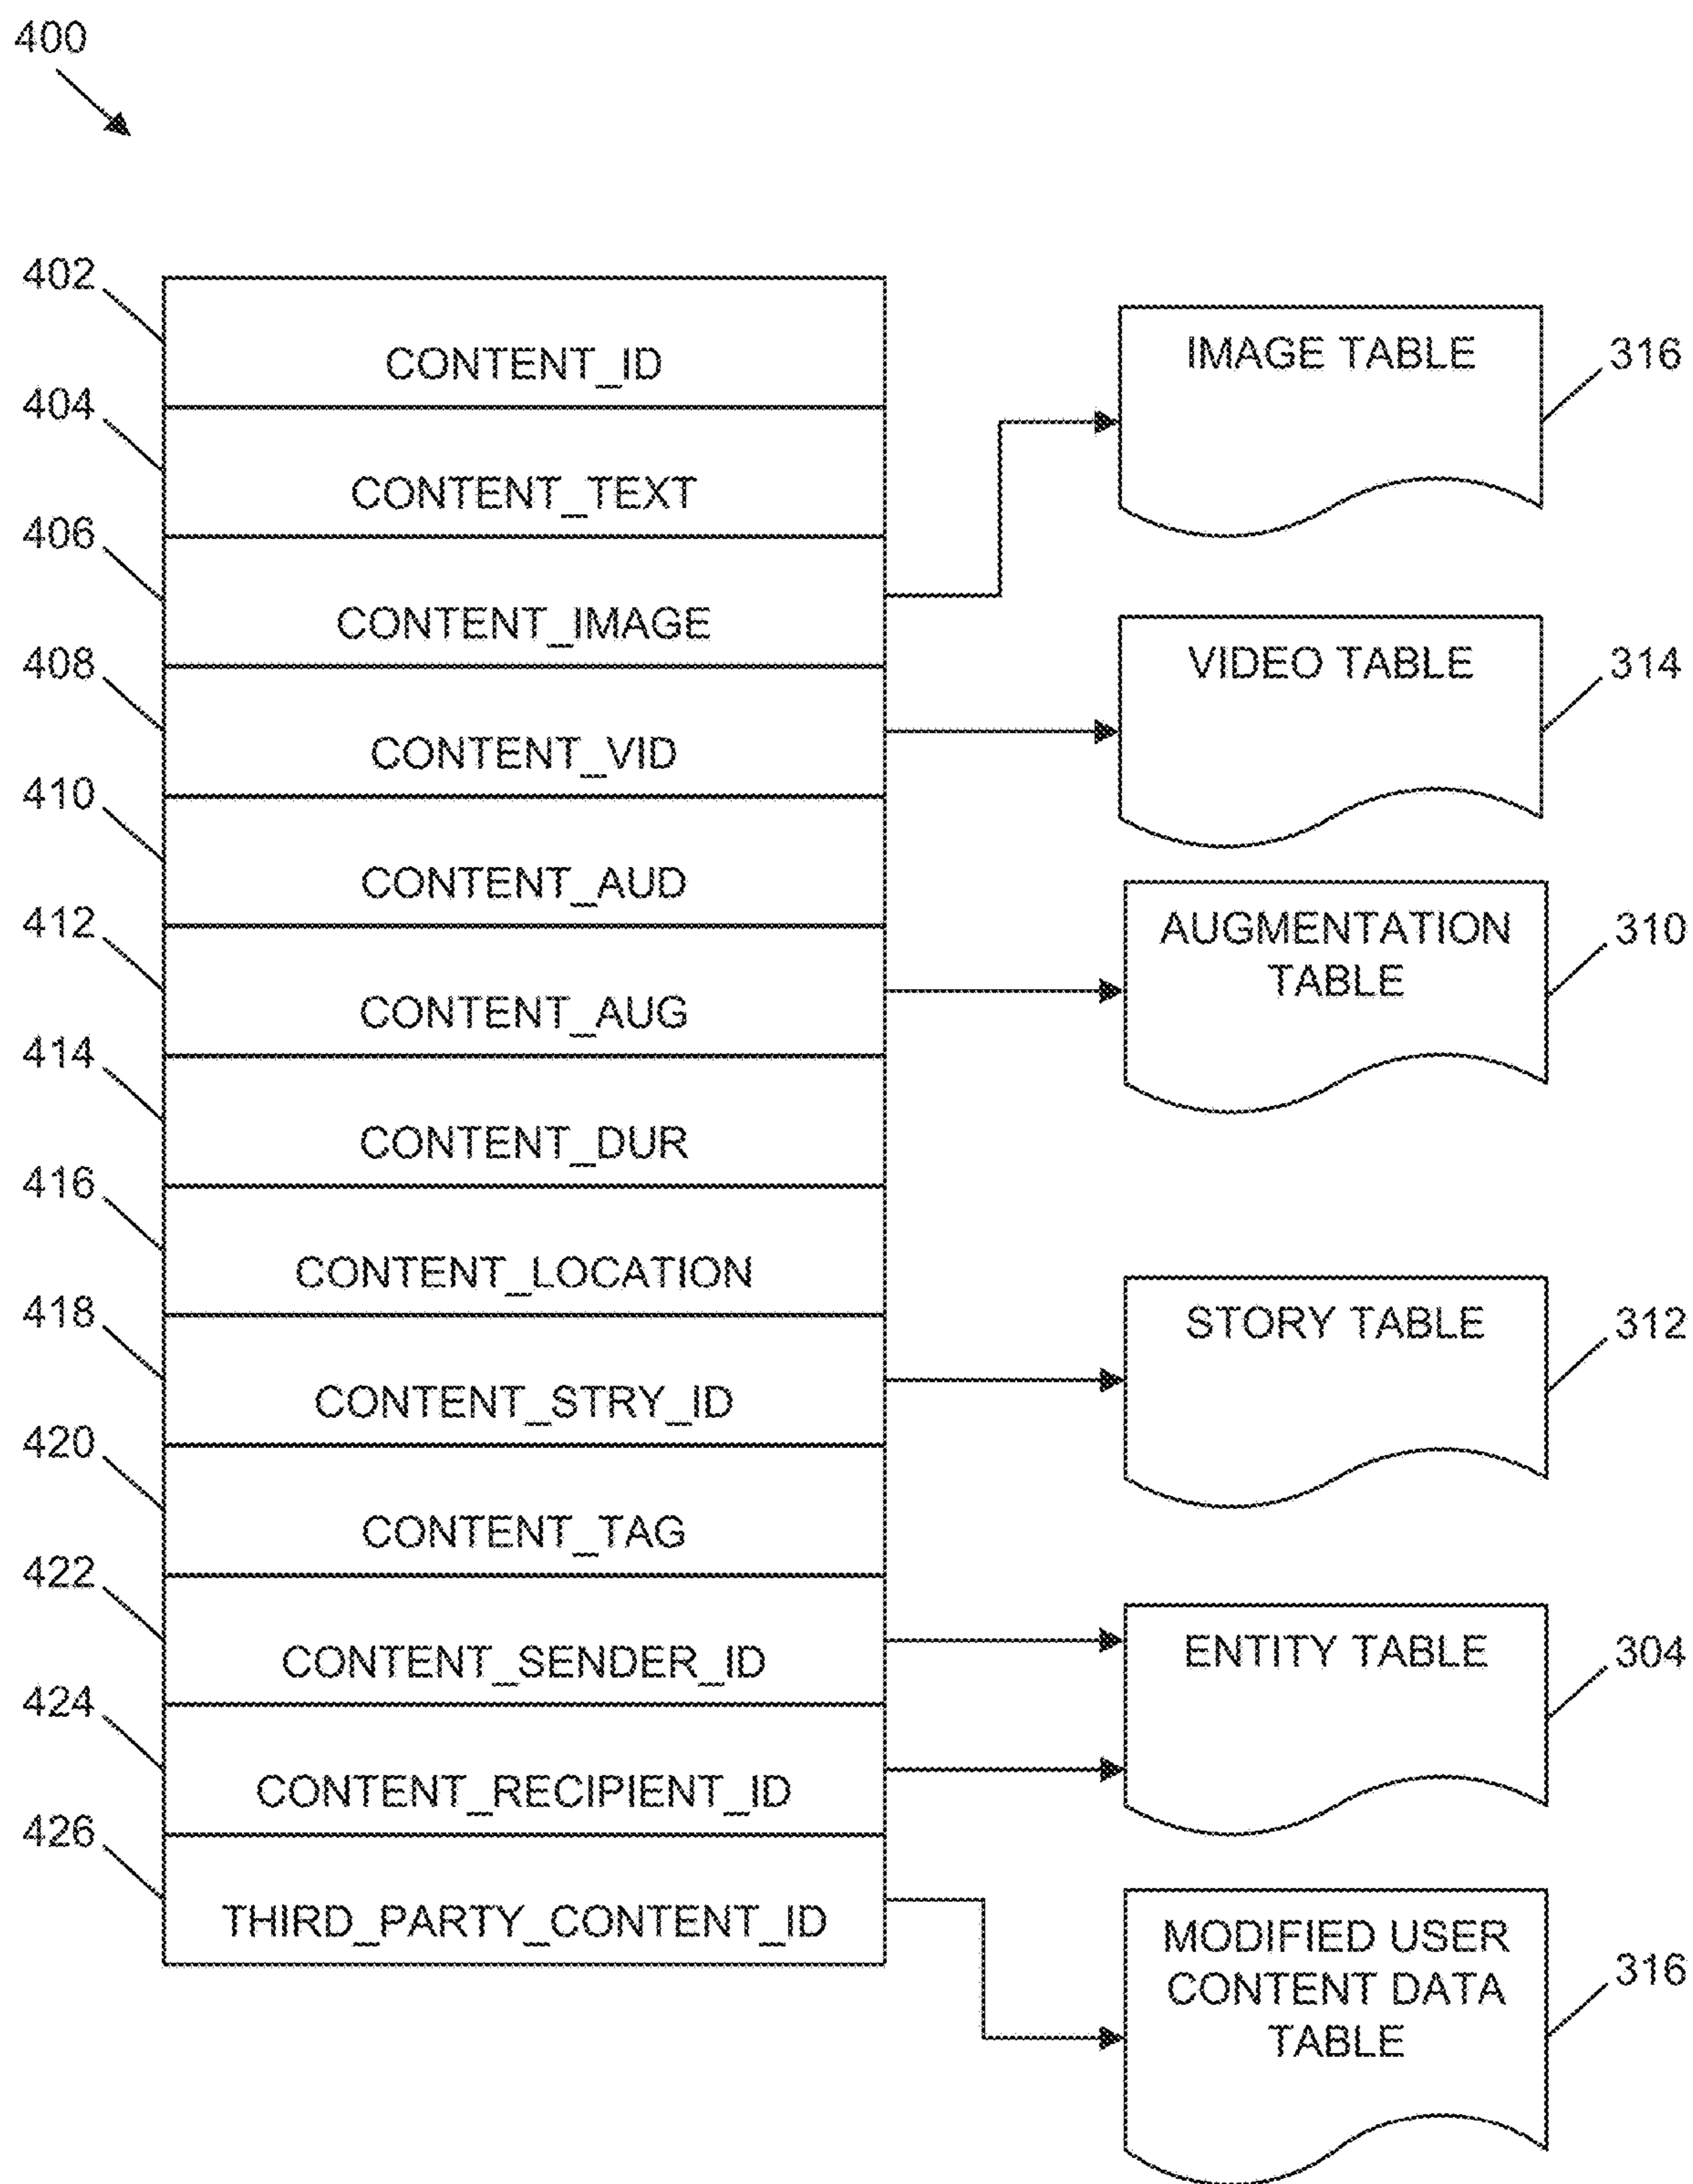 400
402
CONTENT_ID
404
CONTENT_TEXT
406
CONTENT_IMAGE
408
CONTENT_VID
410
CONTENT_AUD
412
CONTENT_AUG
414
CONTENT_DUR
416
CONTENT_LOCATION
418
CONTENT_STRY_ID
420
CONTENT_TAG
422
CONTENT_SENDER_ID
424
CONTENT_RECIPIENT_ID
426
THIRD_PARTY_CONTENT_ID
IMAGE TABLE
316
VIDEO TABLE
314
AUGMENTATION
TABLE
310
STORY TABLE
312
ENTITY TABLE
304
MODIFIED USER
CONTENT DATA
TABLE
316